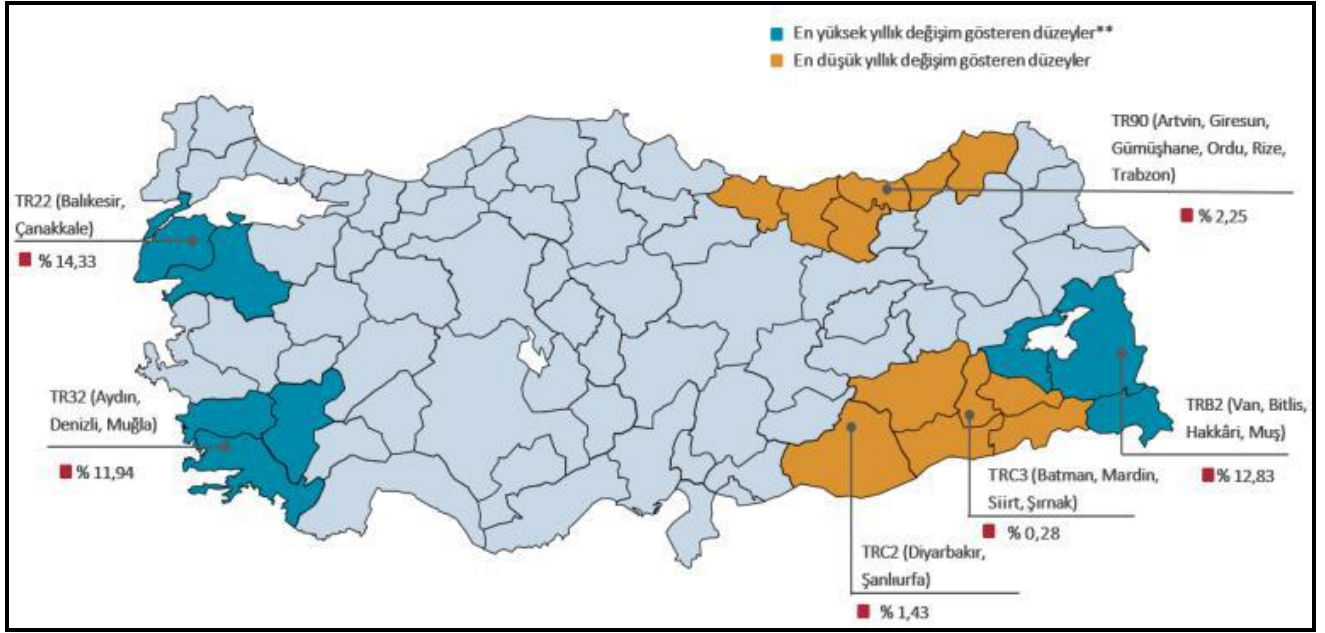 En yüksek yıllık değişim gösteren düzeyler**
En düşük yıllık değişim gösteren düzeyler
TR90 (Artvin, Giresun,
Gümüşhane, Ordu, Rize,
Trabzon)
% 2,25
TR22 (Balıkesir,
Çanakkale)
% 14,33
TR32 (Aydın,
Denizli, Muğla)
% 11,94
TRB2 (Van, Bitlis,
Hakkâri, Muş)
% 12,83
TRC3 (Batman, Mardin,
Siirt, Şırnak)
% 0,28
TRC2 (Diyarbakır,
Şanlıurfa)
% 1,43